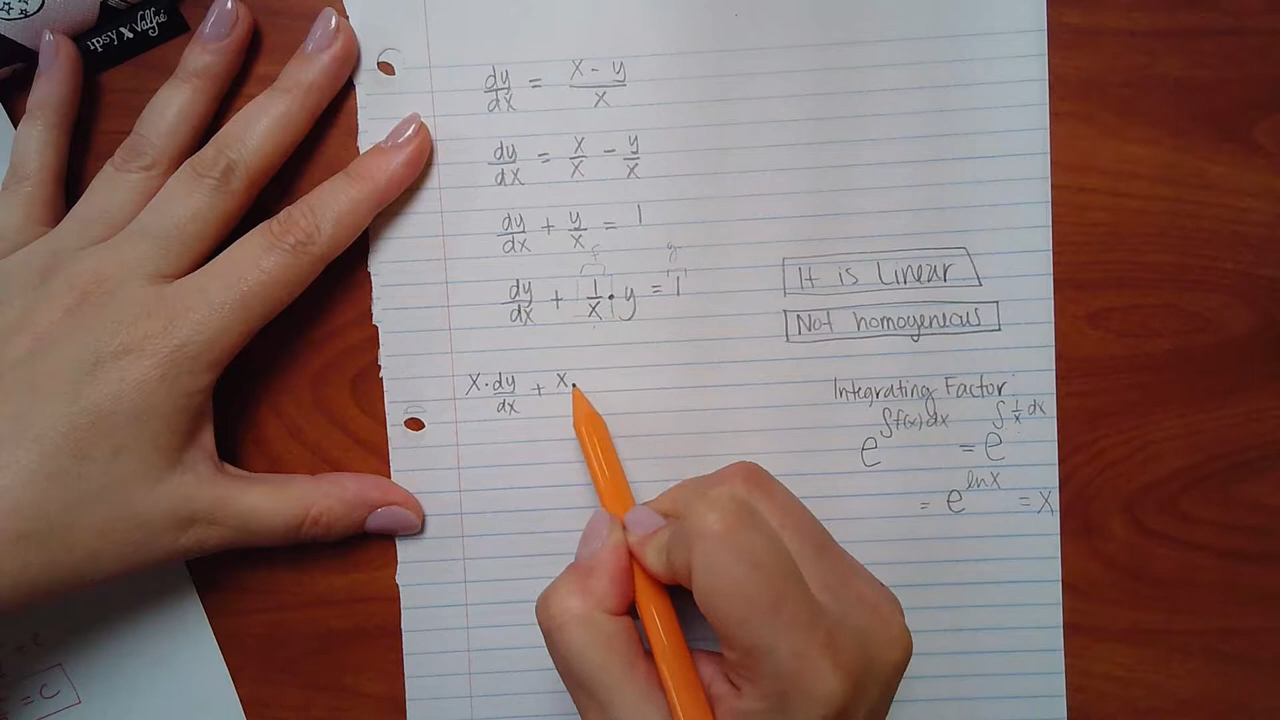 ipsy x Valfré
dy/dx = x - y/x
dy/dx = x/x - y/x
dy/dx + y/x = 1
f g
dy/dx + 1/x · y = 1
It is Linear
Not homogeneous
x · dy/dx + x ·
Integrating Factor:
e^∫f(x)dx = e^∫1/x dx
= e^lnx = x
= C